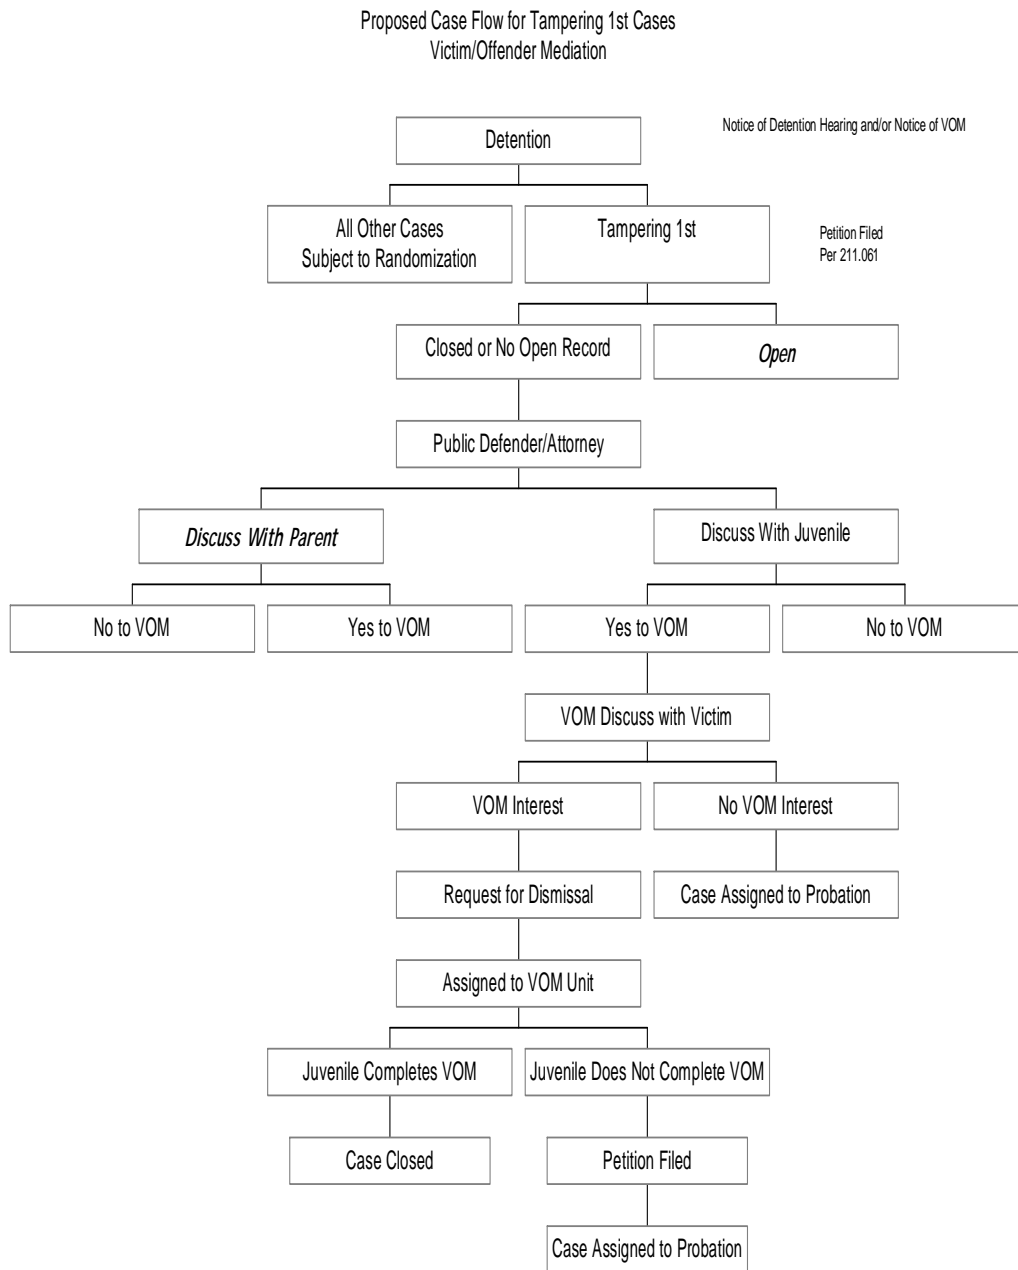 Proposed Case Flow for Tampering 1st Cases
Victim/Offender Mediation
Notice of Detention Hearing and/or Notice of VOM
Detention
All Other Cases
Subject to Randomization
Tampering 1st
Petition Filed
Per 211.061
Closed or No Open Record
Open
Public Defender/Attorney
Discuss With Parent
Discuss With Juvenile
No to VOM
Yes to VOM
Yes to VOM
No to VOM
VOM Discuss with Victim
VOM Interest
No VOM Interest
Request for Dismissal
Case Assigned to Probation
Assigned to VOM Unit
Juvenile Completes VOM
Juvenile Does Not Complete VOM
Case Closed
Petition Filed
Case Assigned to Probation